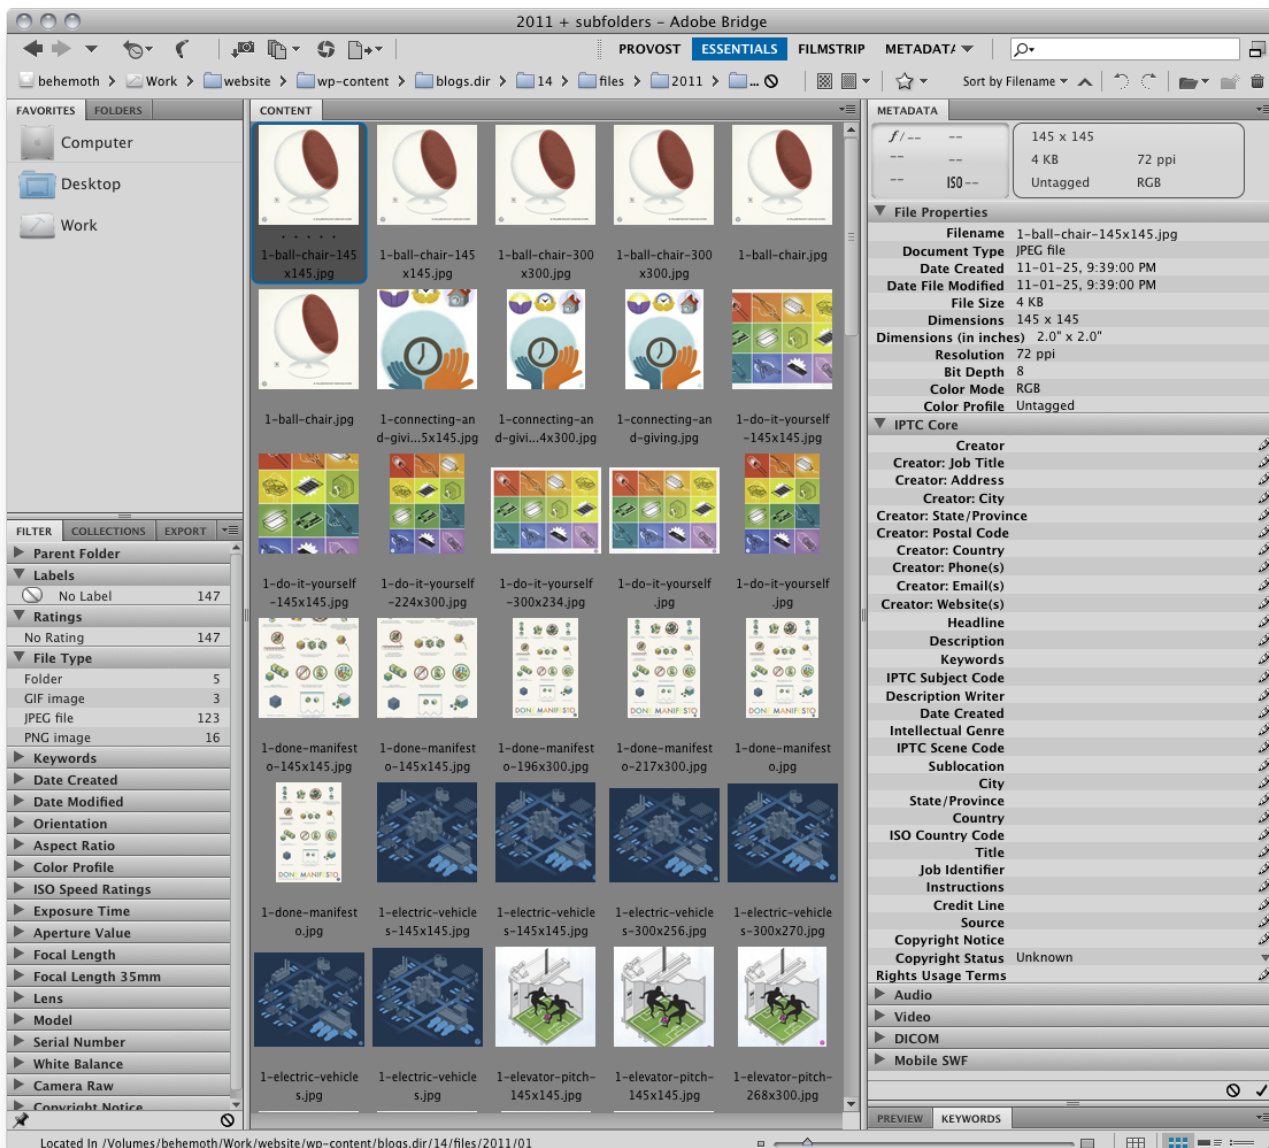 2011 + subfolders – Adobe Bridge
PROVOST ESSENTIALS FILMSTRIP METADATA
behemoth > Work > website > wp-content > blogs.dir > 14 > files > 2011 > ...
Sort by Filename
FAVORITES FOLDERS
Computer
Desktop
Work
FILTER COLLECTIONS EXPORT
Parent Folder
Labels
No Label 147
Ratings
No Rating 147
File Type
Folder 5
GIF image 3
JPEG file 123
PNG image 16
Keywords
Date Created
Date Modified
Orientation
Aspect Ratio
Color Profile
ISO Speed Ratings
Exposure Time
Aperture Value
Focal Length
Focal Length 35mm
Lens
Model
Serial Number
White Balance
Camera Raw
Copyright Notice
CONTENT
1-ball-chair-145 1-ball-chair-145 1-ball-chair-300 1-ball-chair-300 1-ball-chair.jpg
x145.jpg x145.jpg x300.jpg x300.jpg
1-ball-chair.jpg 1-connecting-an 1-connecting-an 1-connecting-an 1-do-it-yourself
d-givi...5x145.jpg d-givi...4x300.jpg d-giving.jpg -145x145.jpg
1-do-it-yourself 1-do-it-yourself 1-do-it-yourself 1-do-it-yourself 1-do-it-yourself
-145x145.jpg -224x300.jpg -300x234.jpg .jpg .jpg
DONE MANIFESTO DONE MANIFESTO DONE MANIFESTO
1-done-manifest 1-done-manifest 1-done-manifest 1-done-manifest 1-done-manifest
o-145x145.jpg o-145x145.jpg o-196x300.jpg o-217x300.jpg o.jpg
DONE MANIFESTO
1-done-manifest 1-electric-vehicle 1-electric-vehicle 1-electric-vehicle 1-electric-vehicle
o.jpg s-145x145.jpg s-145x145.jpg s-300x256.jpg s-300x270.jpg
1-electric-vehicle 1-electric-vehicle 1-elevator-pitch- 1-elevator-pitch- 1-elevator-pitch-
s.jpg s.jpg 145x145.jpg 145x145.jpg 268x300.jpg
METADATA
f/-- --
-- --
-- ISO --
145 x 145
4 KB 72 ppi
Untagged RGB
File Properties
Filename 1-ball-chair-145x145.jpg
Document Type JPEG file
Date Created 11-01-25, 9:39:00 PM
Date File Modified 11-01-25, 9:39:00 PM
File Size 4 KB
Dimensions 145 x 145
Dimensions (in inches) 2.0" x 2.0"
Resolution 72 ppi
Bit Depth 8
Color Mode RGB
Color Profile Untagged
IPTC Core
Creator
Creator: Job Title
Creator: Address
Creator: City
Creator: State/Province
Creator: Postal Code
Creator: Country
Creator: Phone(s)
Creator: Email(s)
Creator: Website(s)
Headline
Description
Keywords
IPTC Subject Code
Description Writer
Date Created
Intellectual Genre
IPTC Scene Code
Sublocation
City
State/Province
Country
ISO Country Code
Title
Job Identifier
Instructions
Credit Line
Source
Copyright Notice
Copyright Status Unknown
Rights Usage Terms
Audio
Video
DICOM
Mobile SWF
PREVIEW KEYWORDS
Located In /Volumes/behemoth/Work/website/wp-content/blogs.dir/14/files/2011/01